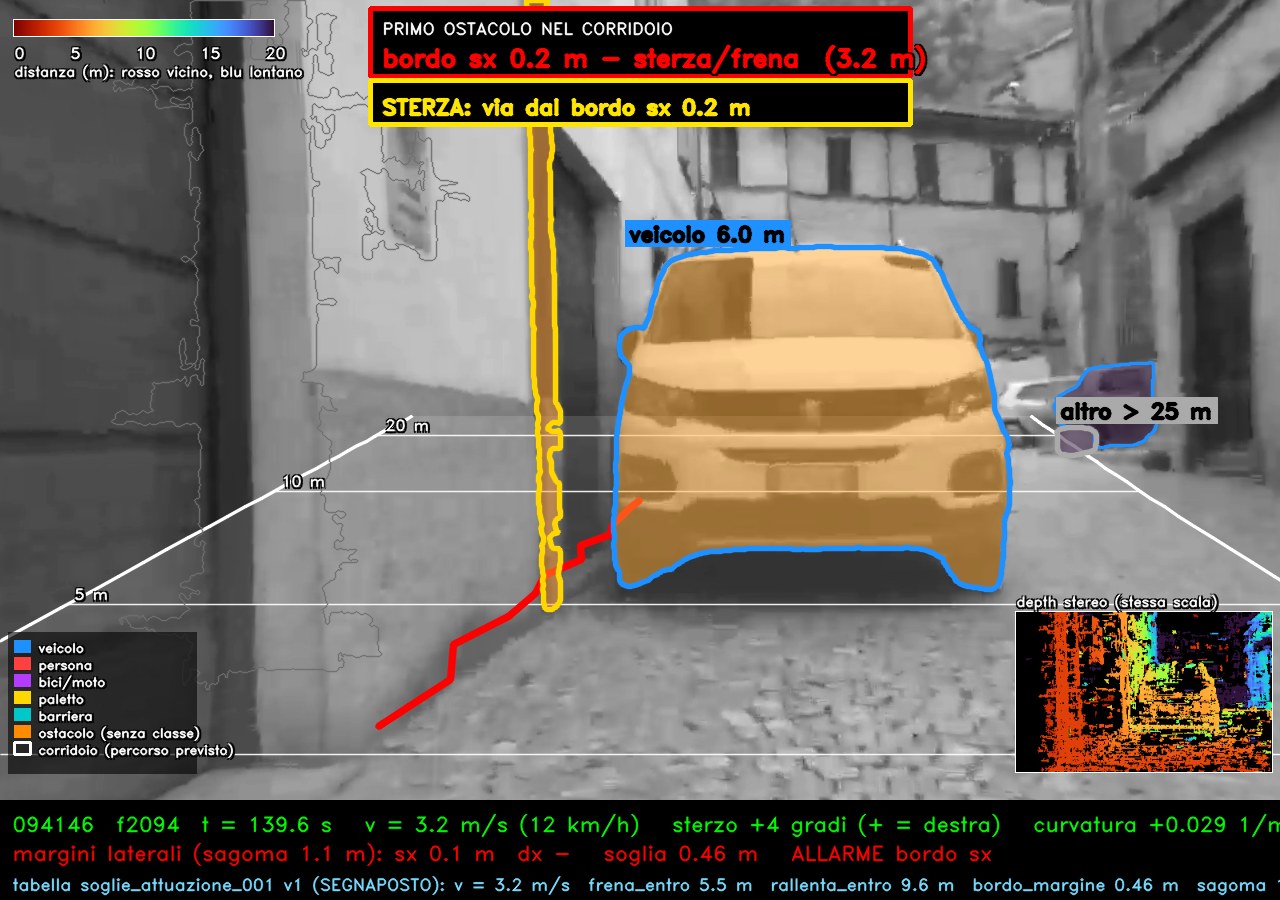 0 5 10 15 20
distanza (m): rosso vicino, blu lontano
PRIMO OSTACOLO NEL CORRIDOIO
bordo sx 0.2 m - sterza/frena (3.2 m)
STERZA: via dal bordo sx 0.2 m
veicolo 6.0 m
altro > 25 m
20 m
10 m
5 m
depth stereo (stessa scala)
veicolo
persona
bici/moto
paletto
barriera
ostacolo (senza classe)
corridoio (percorso previsto)
094146 f2094 t = 139.6 s v = 3.2 m/s (12 km/h) sterzo +4 gradi (+ = destra) curvatura +0.029 1/m
margini laterali (sagoma 1.1 m): sx 0.1 m dx - soglia 0.46 m ALLARME bordo sx
tabella soglie_attuazione_001 v1 (SEGNAPOSTO): v = 3.2 m/s frena_entro 5.5 m rallenta_entro 9.6 m bordo_margine 0.46 m sagoma